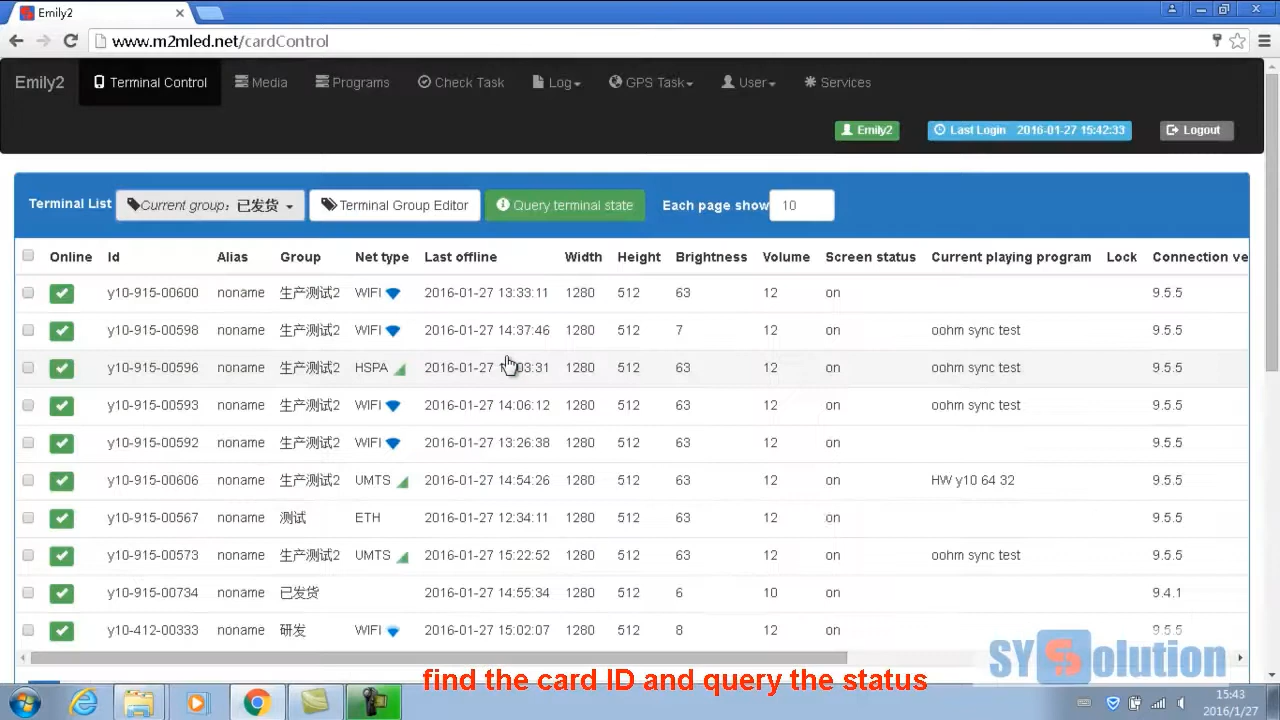 Emily2
www.m2mled.net/cardControl
Emily2 Terminal Control Media Programs Check Task Log GPS Task User Services
Emily2 Last Login 2016-01-27 15:42:33 Logout
Terminal List Current group：已发货 Terminal Group Editor Query terminal state Each page show 10
Online Id Alias Group Net type Last offline Width Height Brightness Volume Screen status Current playing program Lock Connection ve
y10-915-00600 noname 生产测试2 WIFI 2016-01-27 13:33:11 1280 512 63 12 on 9.5.5
y10-915-00598 noname 生产测试2 WIFI 2016-01-27 14:37:46 1280 512 7 12 on oohm sync test 9.5.5
y10-915-00596 noname 生产测试2 HSPA 2016-01-27 03:31 1280 512 63 12 on oohm sync test 9.5.5
y10-915-00593 noname 生产测试2 WIFI 2016-01-27 14:06:12 1280 512 63 12 on oohm sync test 9.5.5
y10-915-00592 noname 生产测试2 WIFI 2016-01-27 13:26:38 1280 512 63 12 on 9.5.5
y10-915-00606 noname 生产测试2 UMTS 2016-01-27 14:54:26 1280 512 63 12 on HW y10 64 32 9.5.5
y10-915-00567 noname 测试 ETH 2016-01-27 12:34:11 1280 512 63 12 on 9.5.5
y10-915-00573 noname 生产测试2 UMTS 2016-01-27 15:22:52 1280 512 63 12 on oohm sync test 9.5.5
y10-915-00734 noname 已发货 2016-01-27 14:55:34 1280 512 6 10 on 9.4.1
y10-412-00333 noname 研发 WIFI 2016-01-27 15:02:07 1280 512 8 12 on 9.5.5
SYSolution
find the card ID and query the status
15:43
2016/1/27